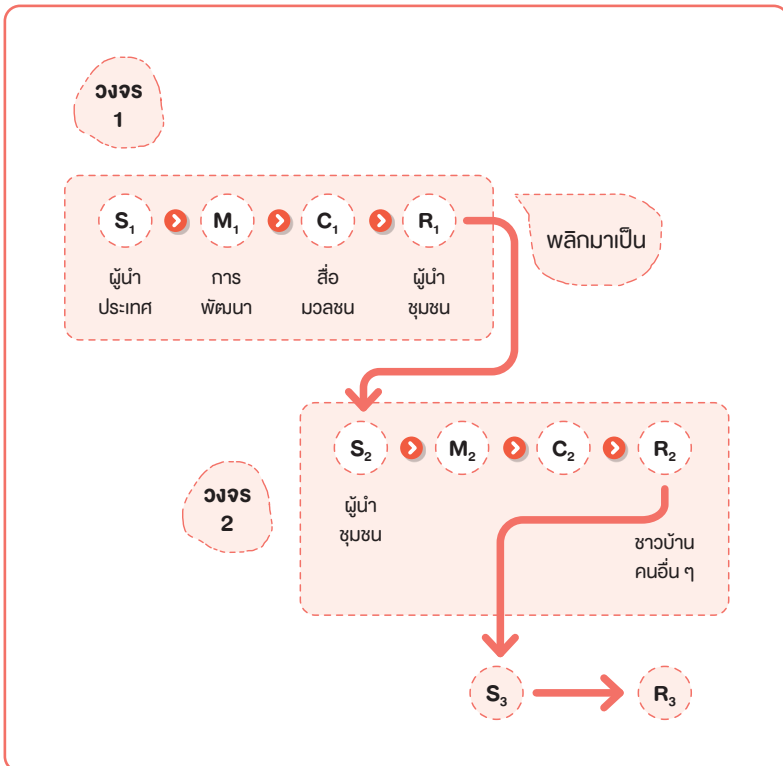 วงจร
1
S₁ M₁ C₁ R₁
ผู้นำ การ สื่อ ผู้นำ
ประเทศ พัฒนา มวลชน ชุมชน
พลิกมาเป็น
S₂ M₂ C₂ R₂
วงจร
2
ผู้นำ
ชุมชน
ชาวบ้าน
คนอื่น ๆ
S₃ R₃